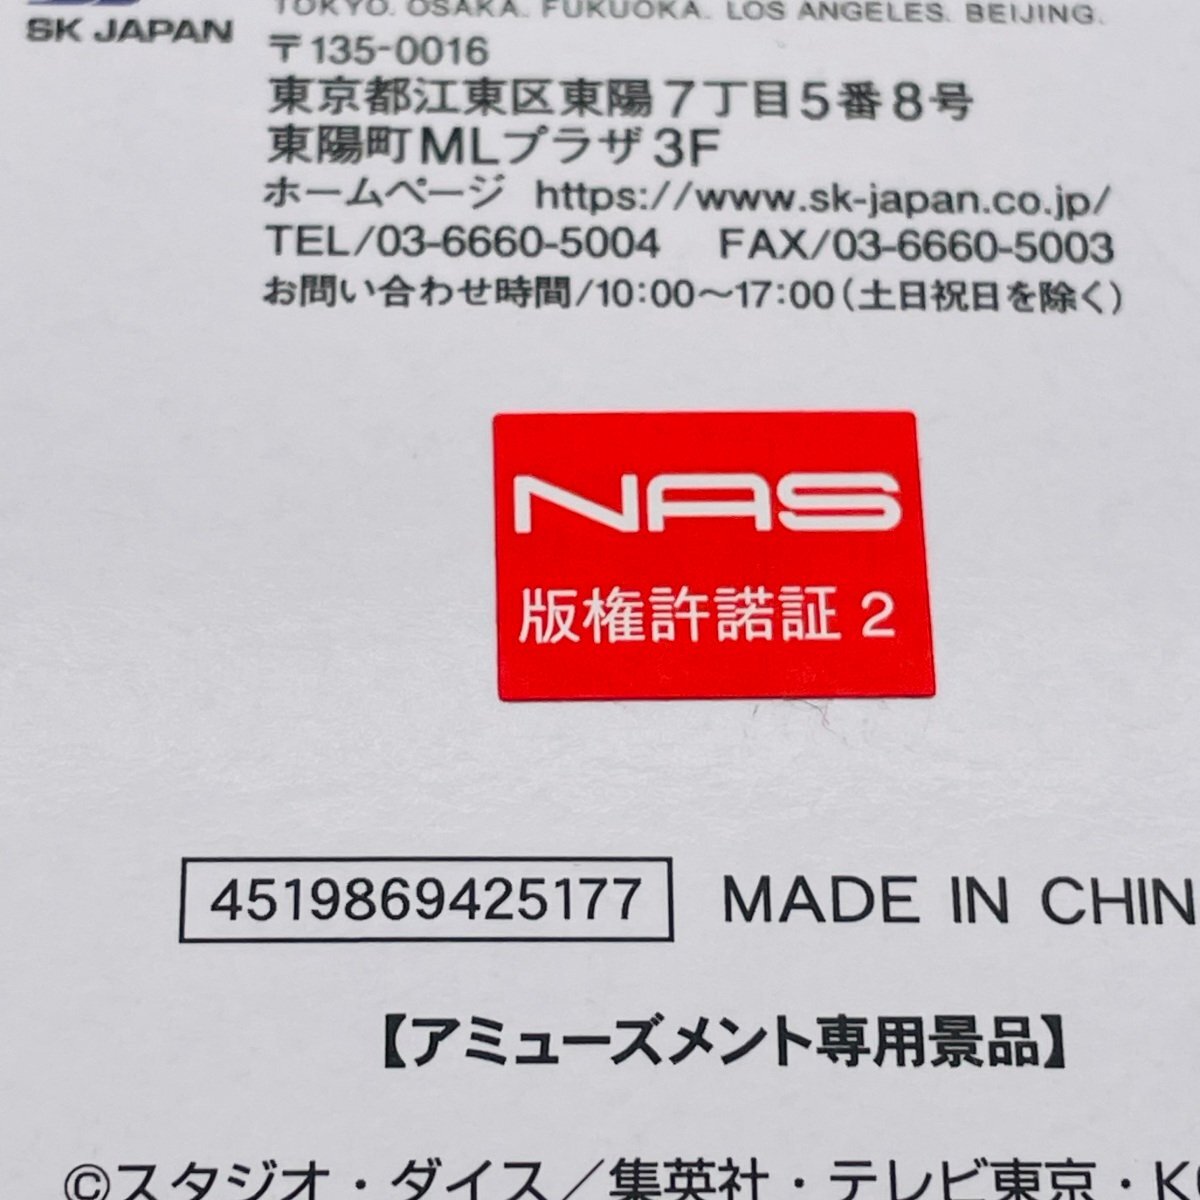 TOKYO. OSAKA. FUKUOKA. LOS ANGELES. BEIJING.
SK JAPAN
〒135-0016
東京都江東区東陽7丁目5番8号
東陽町MLプラザ3F
ホームページ https://www.sk-japan.co.jp/
TEL/03-6660-5004 FAX/03-6660-5003
お問い合わせ時間/10:00〜17:00(土日祝日を除く)
NAS
版権許諾証 2
4519869425177 MADE IN CHIN
【アミューズメント専用景品】
©スタジオ・ダイス/集英社・テレビ東京・K